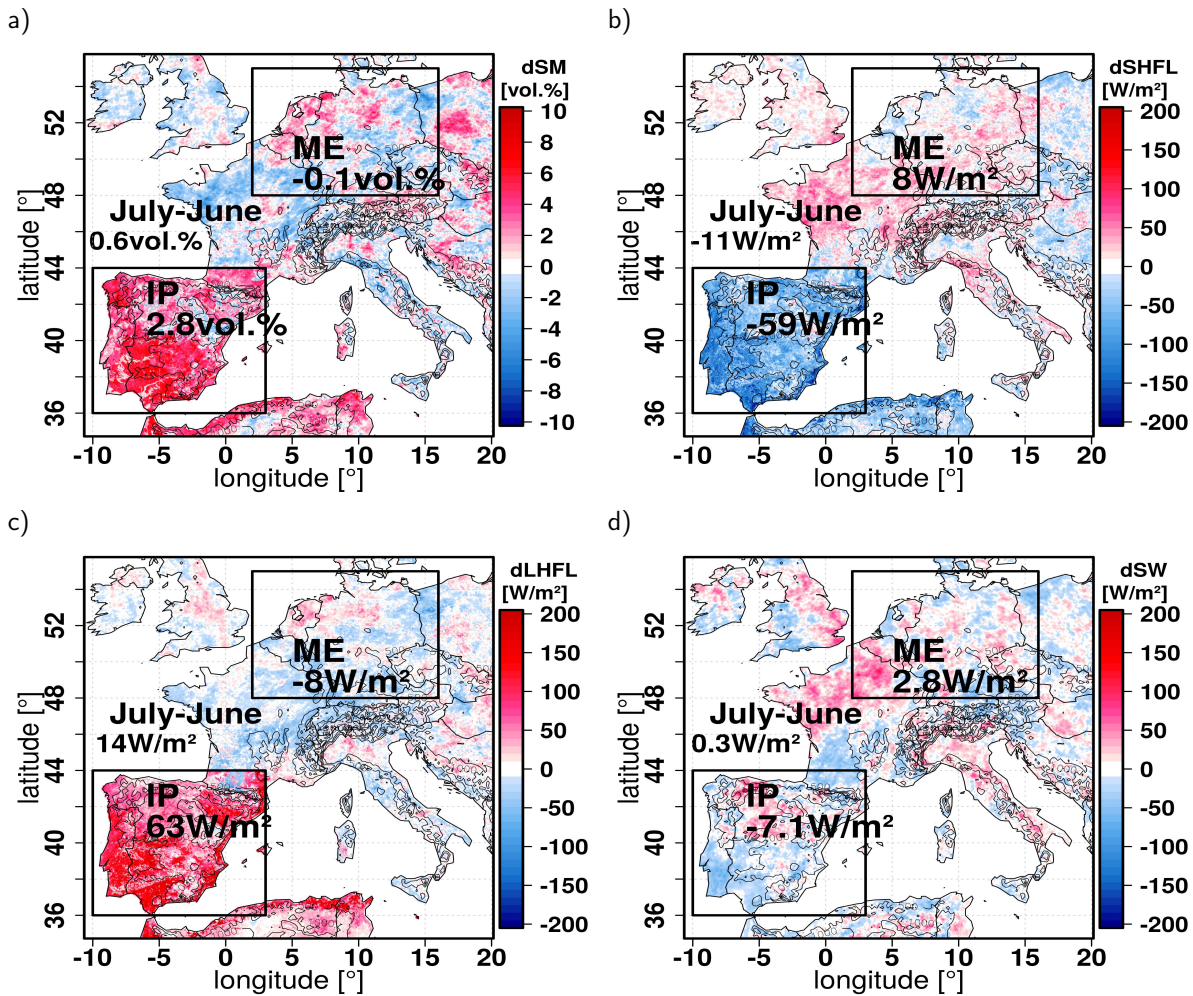 a)
dSM
[vol.%]
10
8
6
4
2
0
-2
-4
-6
-8
-10
ME
-0.1vol.%
July-June
0.6vol.%
IP
2.8vol.%
latitude [°]
52
48
44
40
36
-10 -5 0 5 10 15 20
longitude [°]
b)
dSHFL
[W/m²]
200
150
100
50
0
-50
-100
-150
-200
ME
8W/m²
July-June
-11W/m²
IP
-59W/m²
latitude [°]
52
48
44
40
36
-10 -5 0 5 10 15 20
longitude [°]
c)
dLHFL
[W/m²]
200
150
100
50
0
-50
-100
-150
-200
ME
-8W/m²
July-June
14W/m²
IP
63W/m²
latitude [°]
52
48
44
40
36
-10 -5 0 5 10 15 20
longitude [°]
d)
dSW
[W/m²]
200
150
100
50
0
-50
-100
-150
-200
ME
2.8W/m²
July-June
0.3W/m²
IP
-7.1W/m²
latitude [°]
52
48
44
40
36
-10 -5 0 5 10 15 20
longitude [°]